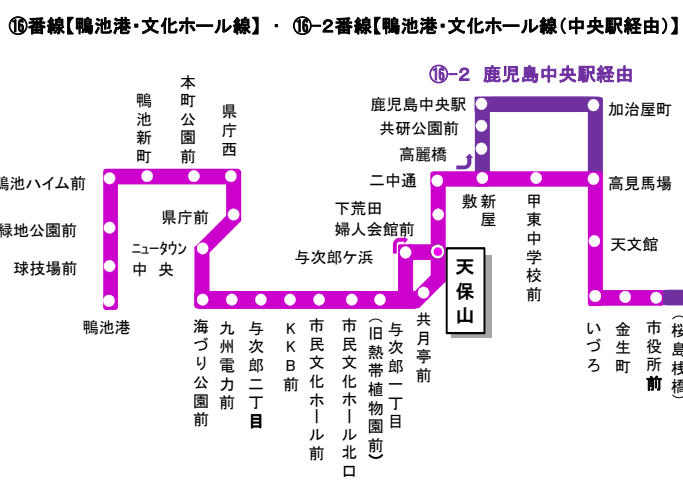 ⑯番線【鴨池港・文化ホール線】 ・ ⑯-2番線【鴨池港・文化ホール線(中央駅経由)】
⑯-2 鹿児島中央駅経由
鹿児島中央駅
加治屋町
共研公園前
高麗橋
二中通
新屋敷
甲東中学校前
高見馬場
天文館
いづろ
金生町
市役所前
(桜島桟橋)
下荒田
婦人会館前
与次郎ケ浜
天保山
共月亭前
与次郎一丁目
(旧熱帯植物園前)
市民文化ホール北口
市民文化ホール前
KKB前
与次郎二丁目
九州電力前
海づり公園前
ニュータウン
中央
県庁前
県庁西
本町公園前
鴨池新町
鴨池ハイム前
緑地公園前
球技場前
鴨池港